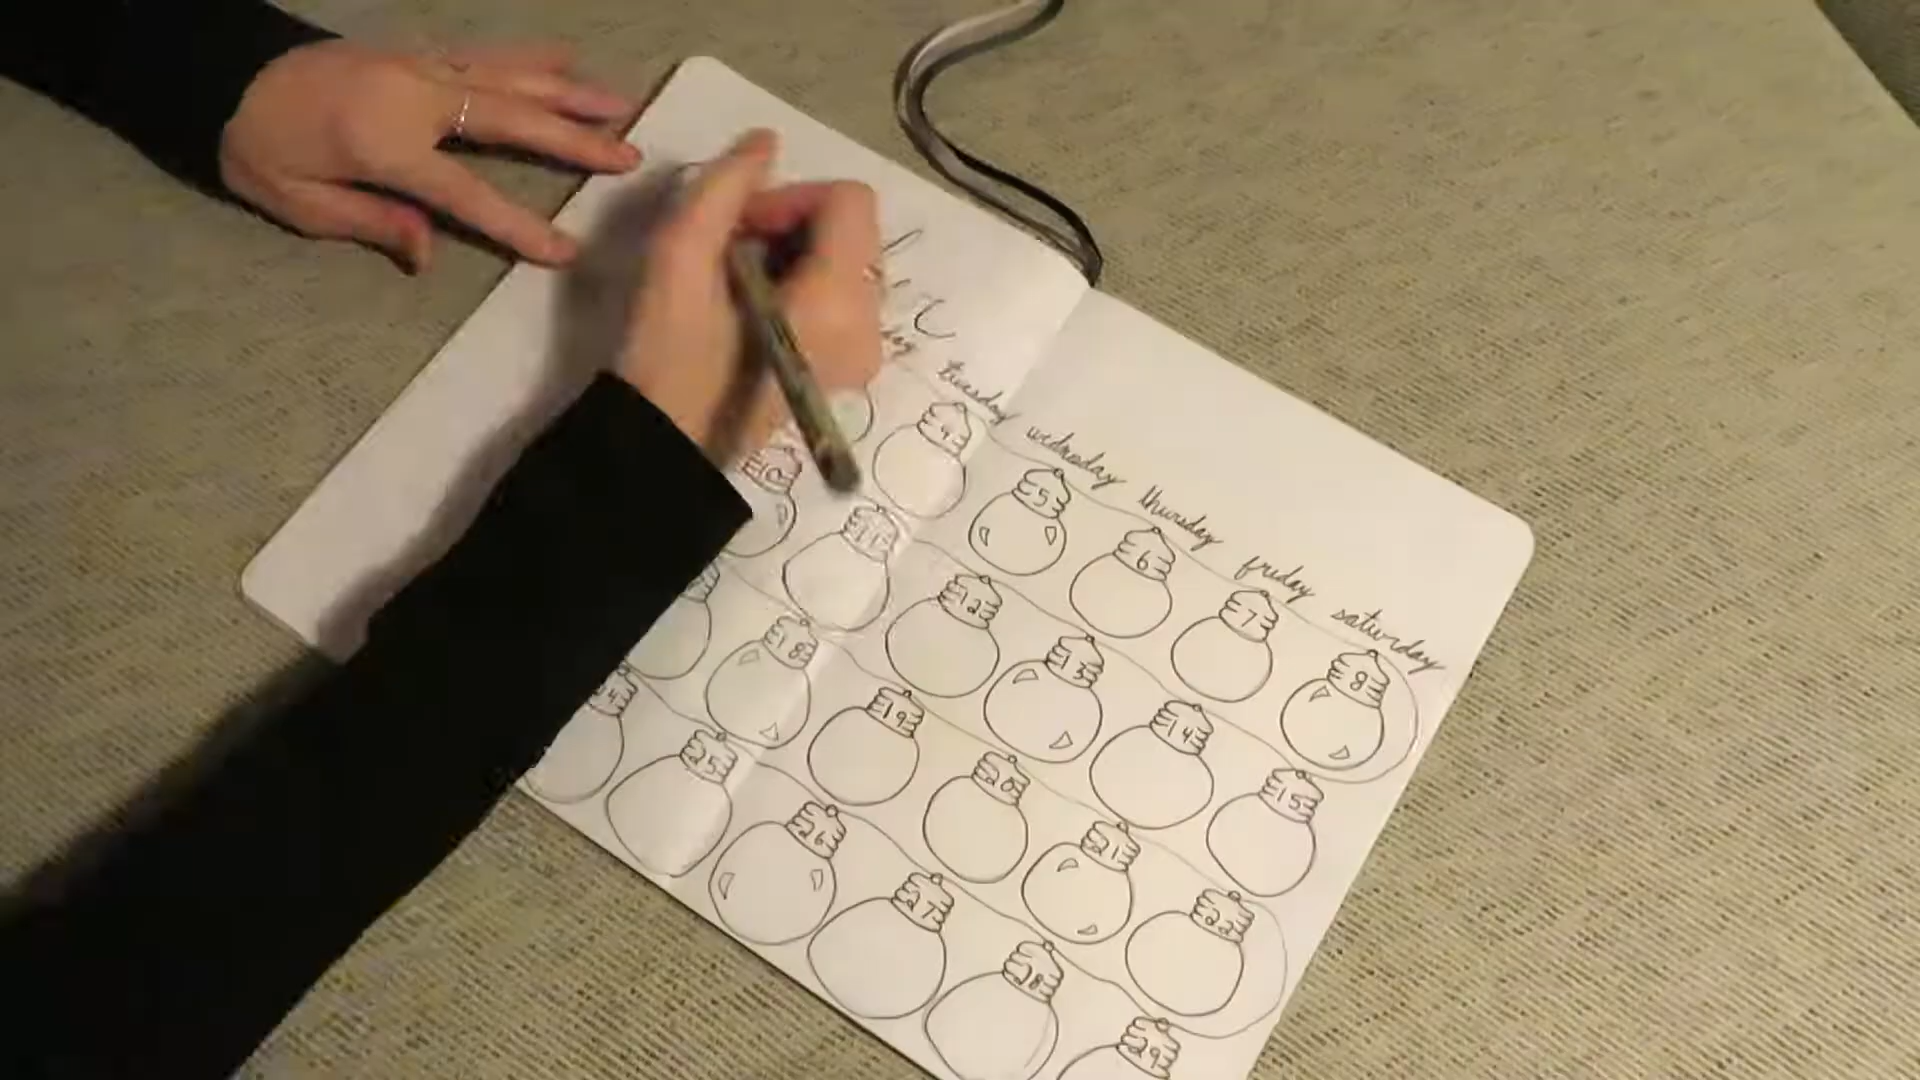 tuesday wednesday thursday friday saturday
4 5 6 7 8
11 12 13 14 15
18 19 20 21 22
25 26 27 28 29